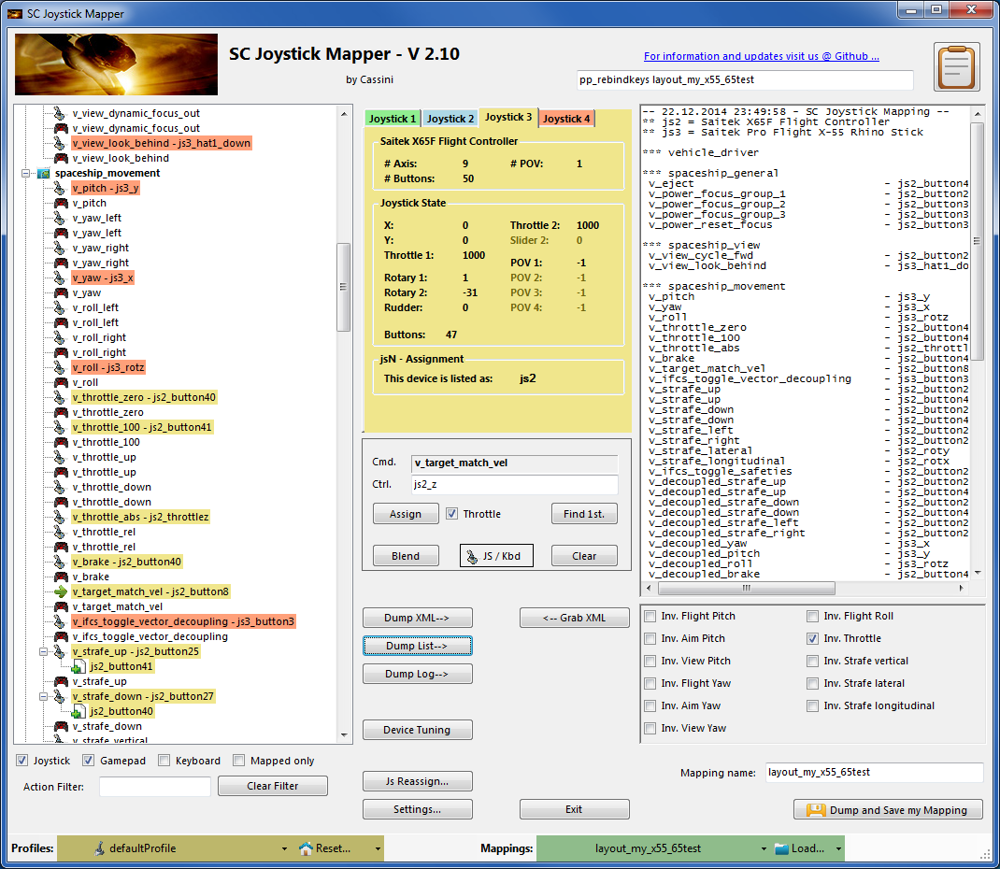 SC Joystick Mapper
SC Joystick Mapper - V 2.10
by Cassini
For information and updates visit us @ Github ...
pp_rebindkeys layout_my_x55_65test
v_view_dynamic_focus_out
v_view_dynamic_focus_out
v_view_look_behind - js3_hat1_down
v_view_look_behind
spaceship_movement
v_pitch - js3_y
v_pitch
v_yaw_left
v_yaw_left
v_yaw_right
v_yaw_right
v_yaw - js3_x
v_yaw
v_roll_left
v_roll_left
v_roll_right
v_roll_right
v_roll - js3_rotz
v_roll
v_throttle_zero - js2_button40
v_throttle_zero
v_throttle_100 - js2_button41
v_throttle_100
v_throttle_up
v_throttle_up
v_throttle_down
v_throttle_down
v_throttle_abs - js2_throttlez
v_throttle_rel
v_throttle_rel
v_brake - js2_button40
v_brake
v_target_match_vel - js2_button8
v_target_match_vel
v_ifcs_toggle_vector_decoupling - js3_button3
v_ifcs_toggle_vector_decoupling
v_strafe_up - js2_button25
js2_button41
v_strafe_up
v_strafe_down - js2_button27
js2_button40
v_strafe_down
v_strafe_vertical
Joystick Gamepad Keyboard Mapped only
Action Filter: Clear Filter
Joystick 1 Joystick 2 Joystick 3 Joystick 4
Saitek X65F Flight Controller
# Axis: 9 # POV: 1
# Buttons: 50
Joystick State
X: 0 Throttle 2: 1000
Y: 0 Slider 2: 0
Throttle 1: 1000
POV 1: -1
Rotary 1: 1 POV 2: -1
Rotary 2: -31 POV 3: -1
Rudder: 0 POV 4: -1
Buttons: 47
jsN - Assignment
This device is listed as: js2
Cmd. v_target_match_vel
Ctrl. js2_z
Assign Throttle Find 1st.
Blend JS / Kbd Clear
Dump XML--> <-- Grab XML
Dump List-->
Dump Log-->
Device Tuning
Js Reassign...
Settings... Exit
-- 22.12.2014 23:49:58 - SC Joystick Mapping --
** js2 = Saitek X65F Flight Controller
** js3 = Saitek Pro Flight X-55 Rhino Stick
*** vehicle_driver
*** spaceship_general
v_eject - js2_button4
v_power_focus_group_1 - js2_button2
v_power_focus_group_2 - js2_button3
v_power_focus_group_3 - js2_button2
v_power_reset_focus - js2_button3
*** spaceship_view
v_view_cycle_fwd - js2_button2
v_view_look_behind - js3_hat1_do
*** spaceship_movement
v_pitch - js3_y
v_yaw - js3_x
v_roll - js3_rotz
v_throttle_zero - js2_button4
v_throttle_100 - js2_button4
v_throttle_abs - js2_throttl
v_brake - js2_button4
v_target_match_vel - js2_button8
v_ifcs_toggle_vector_decoupling - js3_button3
v_strafe_up - js2_button2
v_strafe_up - js2_button4
v_strafe_down - js2_button2
v_strafe_down - js2_button4
v_strafe_left - js2_button2
v_strafe_right - js2_button2
v_strafe_lateral - js2_roty
v_strafe_longitudinal - js2_rotx
v_ifcs_toggle_safeties - js2_button2
v_decoupled_strafe_up - js2_button2
v_decoupled_strafe_up - js2_button4
v_decoupled_strafe_down - js2_button2
v_decoupled_strafe_down - js2_button4
v_decoupled_strafe_left - js2_button2
v_decoupled_strafe_right - js2_button2
v_decoupled_yaw - js3_x
v_decoupled_pitch - js3_y
v_decoupled_roll - js3_rotz
v_decoupled_brake - js2_button4
Inv. Flight Pitch Inv. Flight Roll
Inv. Aim Pitch Inv. Throttle
Inv. View Pitch Inv. Strafe vertical
Inv. Flight Yaw Inv. Strafe lateral
Inv. Aim Yaw Inv. Strafe longitudinal
Inv. View Yaw
Mapping name: layout_my_x55_65test
Dump and Save my Mapping
Profiles: defaultProfile Reset... Mappings: layout_my_x55_65test Load...